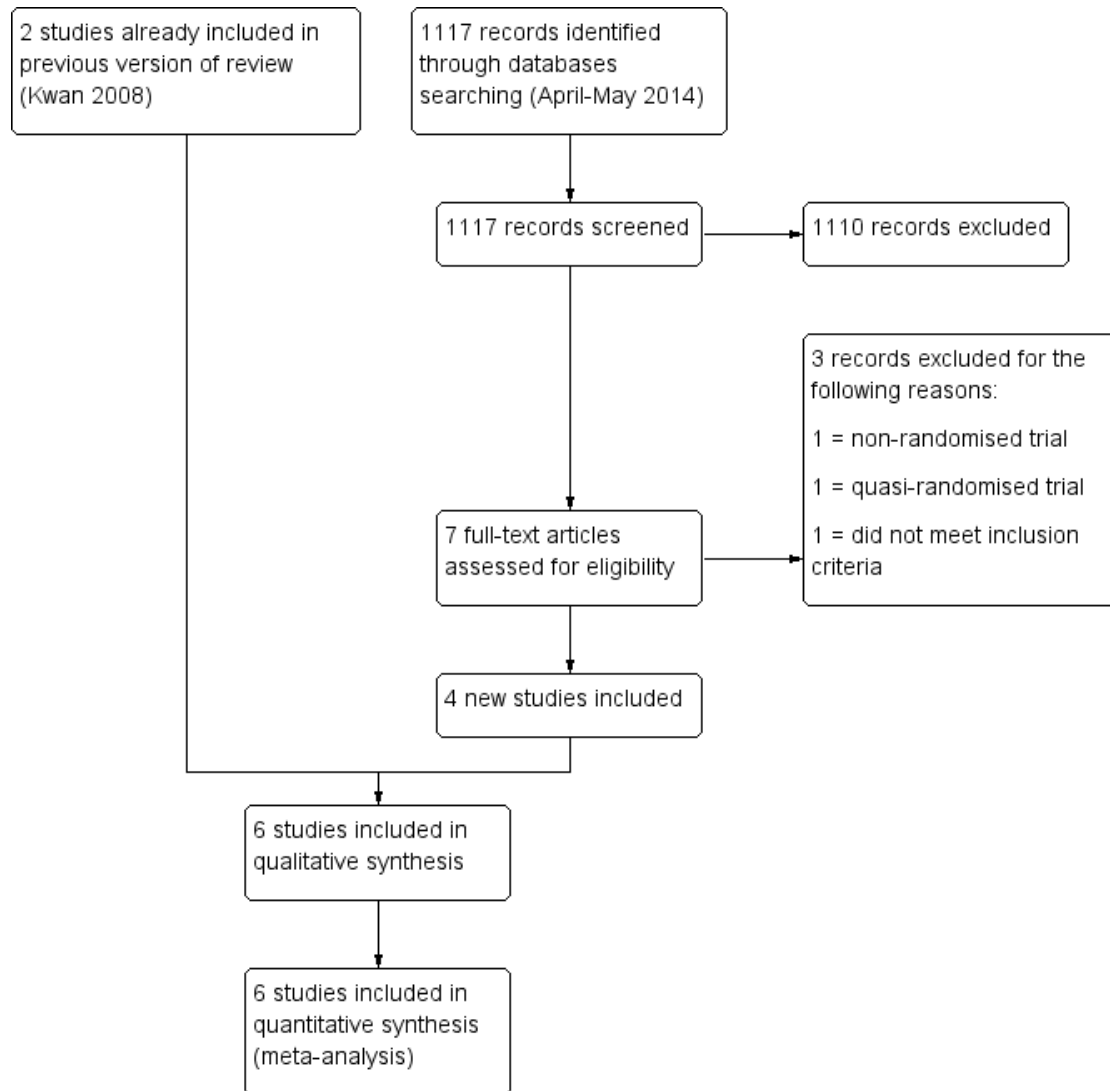 2 studies already included in
previous version of review
(Kwan 2008)
1117 records identified
through databases
searching (April-May 2014)
1117 records screened
1110 records excluded
3 records excluded for the
following reasons:
1 = non-randomised trial
1 = quasi-randomised trial
1 = did not meet inclusion
criteria
7 full-text articles
assessed for eligibility
4 new studies included
6 studies included in
qualitative synthesis
6 studies included in
quantitative synthesis
(meta-analysis)